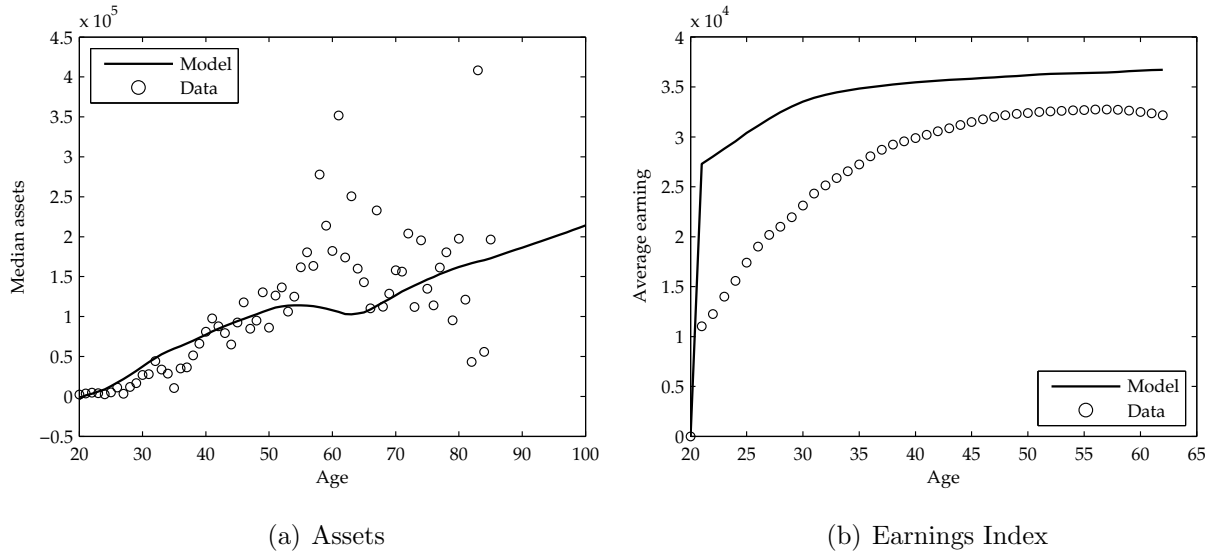 x 10^5
4.5
4
3.5
3
2.5
2
1.5
1
0.5
0
−0.5
Median assets
Model
Data
20 30 40 50 60 70 80 90 100
Age
(a) Assets
x 10^4
4
3.5
3
2.5
2
1.5
1
0.5
0
Average earning
Model
Data
20 25 30 35 40 45 50 55 60 65
Age
(b) Earnings Index